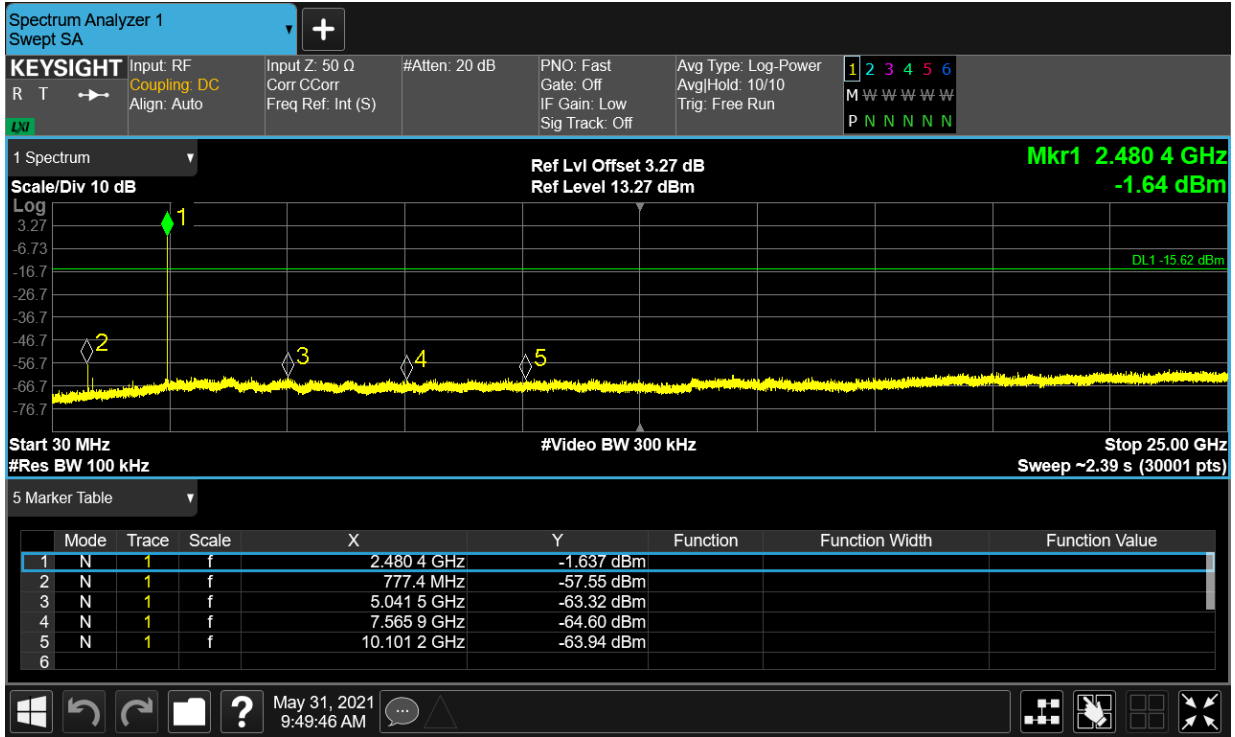 Spectrum Analyzer 1
Swept SA
KEYSIGHT
R T
LXI
Input: RF
Coupling: DC
Align: Auto
Input Z: 50 Ω
Corr CCorr
Freq Ref: Int (S)
#Atten: 20 dB
PNO: Fast
Gate: Off
IF Gain: Low
Sig Track: Off
Avg Type: Log-Power
Avg|Hold: 10/10
Trig: Free Run
1 2 3 4 5 6
M W W W W W
P N N N N N N
1 Spectrum
Scale/Div 10 dB
Ref Lvl Offset 3.27 dB
Ref Level 13.27 dBm
Mkr1 2.480 4 GHz
-1.64 dBm
Log
3.27
-6.73
-16.7
-26.7
-36.7
-46.7
-56.7
-66.7
-76.7
1
DL1 -15.62 dBm
2
3
4
5
Start 30 MHz
#Res BW 100 kHz
#Video BW 300 kHz
Stop 25.00 GHz
Sweep ~2.39 s (30001 pts)
5 Marker Table
Mode Trace Scale X Y Function Function Width Function Value
1 N 1 f 2.480 4 GHz -1.637 dBm
2 N 1 f 777.4 MHz -57.55 dBm
3 N 1 f 5.041 5 GHz -63.32 dBm
4 N 1 f 7.565 9 GHz -64.60 dBm
5 N 1 f 10.101 2 GHz -63.94 dBm
6
?
May 31, 2021
9:49:46 AM